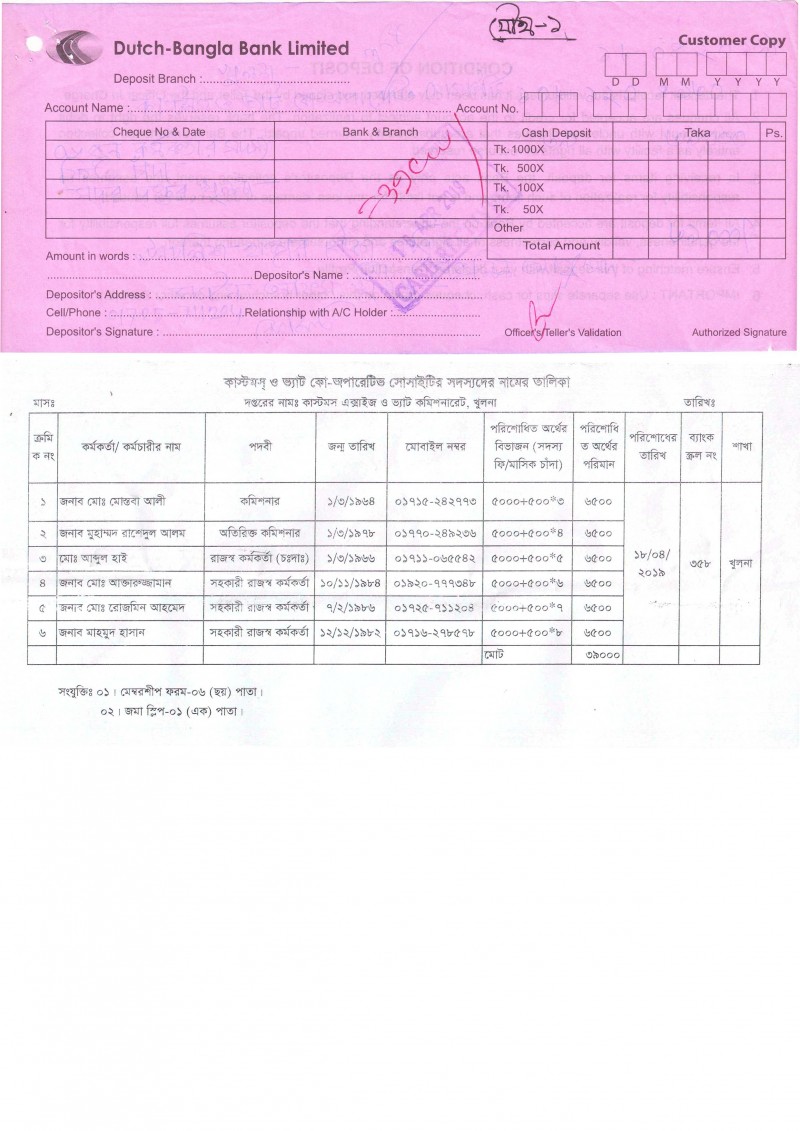 যৌথ-১
Dutch-Bangla Bank Limited
Customer Copy
Deposit Branch :
D D M M Y Y Y Y
Account Name : Account No.
Cheque No & Date Bank & Branch Cash Deposit Taka Ps.
Tk. 1000X
Tk. 500X
Tk. 100X
Tk. 50X
Other
Total Amount
Amount in words :
Depositor's Name :
Depositor's Address :
Cell/Phone : Relationship with A/C Holder :
Depositor's Signature : Officer's/Teller's Validation Authorized Signature
কাস্টমস্ ও ভ্যাট কো-অপারেটিভ সোসাইটির সদস্যদের নামের তালিকা
মাসঃ দপ্তরের নামঃ কাস্টমস এক্সাইজ ও ভ্যাট কমিশনারেট, খুলনা তারিখঃ
ক্রমিক নং কর্মকর্তা/ কর্মচারীর নাম পদবী জন্ম তারিখ মোবাইল নম্বর পরিশোধিত অর্থের বিভাজন (সদস্য ফি/মাসিক চাঁদা) পরিশোধিত অর্থের পরিমান পরিশোধের তারিখ ব্যাংক স্ক্রল নং শাখা
১ জনাব মোঃ মোস্তবা আলী কমিশনার ১/৩/১৯৬৪ ০১৭১৫-২৪২৭৭৩ ৫০০০+৫০০*৩ ৬৫০০
২ জনাব মুহাম্মদ রাশেদুল আলম অতিরিক্ত কমিশনার ১/৩/১৯৭৮ ০১৭৭০-২৪৯২৩৬ ৫০০০+৫০০*৪ ৬৫০০
৩ মোঃ আব্দুল হাই রাজস্ব কর্মকর্তা (চঃদাঃ) ১/৩/১৯৬৬ ০১৭১১-০৬৫৫৪২ ৫০০০+৫০০*৫ ৬৫০০ ১৮/০৪/২০১৯ ৩৫৮ খুলনা
৪ জনাব মোঃ আক্তারুজ্জামান সহকারী রাজস্ব কর্মকর্তা ১০/১১/১৯৮৪ ০১৯২০-৭৭৭৩৪৮ ৫০০০+৫০০*৬ ৬৫০০
৫ জনাব মোঃ রোজমিন আহমেদ সহকারী রাজস্ব কর্মকর্তা ৭/২/১৯৮৬ ০১৭২৫-৭১১২০৪ ৫০০০+৫০০*৭ ৬৫০০
৬ জনাব মাহমুদ হাসান সহকারী রাজস্ব কর্মকর্তা ১২/১২/১৯৮২ ০১৭১৬-২৭৮৫৭৮ ৫০০০+৫০০*৮ ৬৫০০
মোট ৩৯০০০
সংযুক্তিঃ ০১। মেম্বরশীপ ফরম-০৬ (ছয়) পাতা।
০২। জমা স্লিপ-০১ (এক) পাতা।